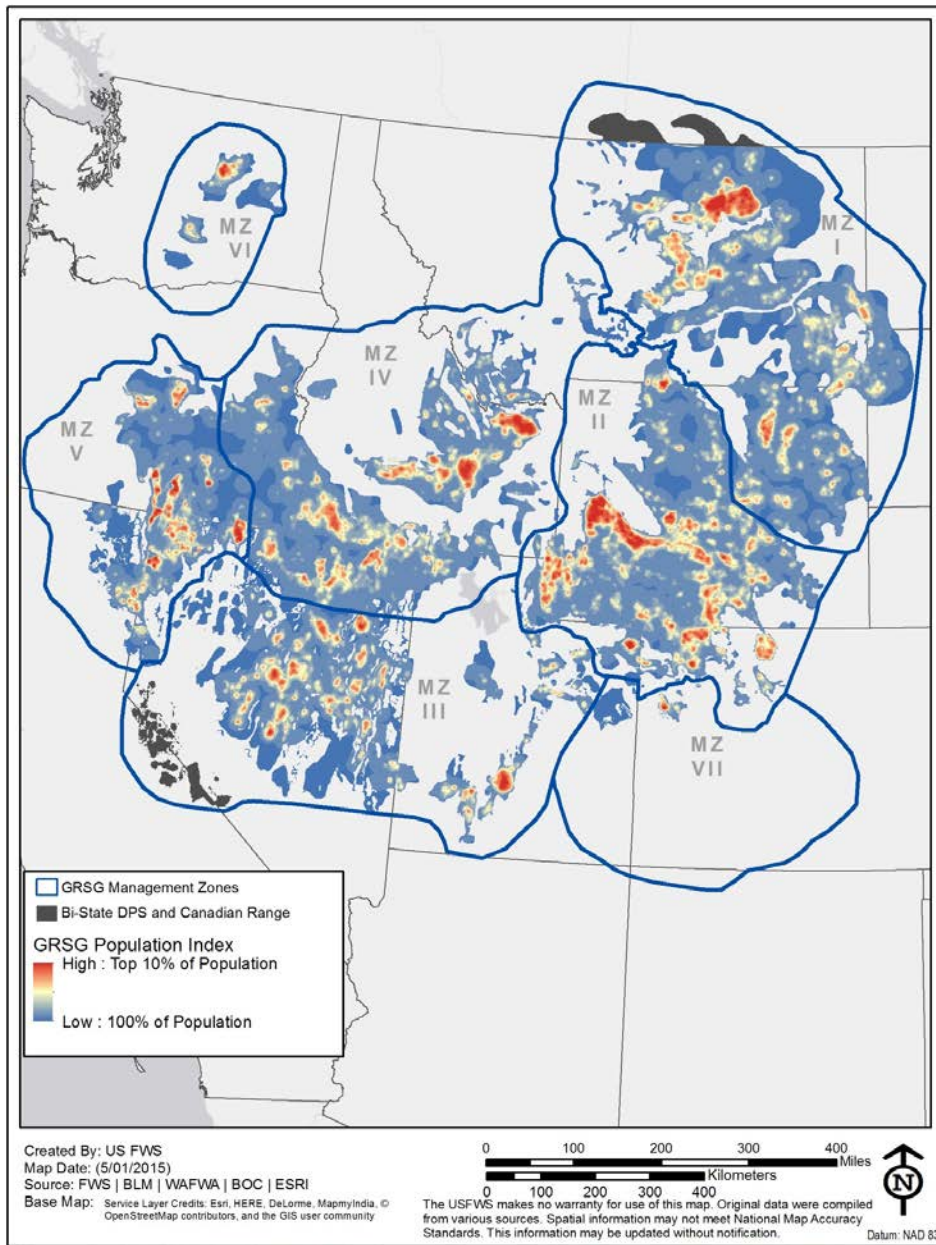 MZ
VI
MZ
I
MZ
IV
MZ
II
MZ
V
MZ
III
MZ
VII
GRSG Management Zones
Bi-State DPS and Canadian Range
GRSG Population Index
High : Top 10% of Population
Low : 100% of Population
Created By: US FWS
Map Date: (5/01/2015)
Source: FWS | BLM | WAFWA | BOC | ESRI
Base Map: Service Layer Credits: Esri, HERE, DeLorme, MapmyIndia, ©
OpenStreetMap contributors, and the GIS user community
0 100 200 300 400
Miles
Kilometers
0 100 200 300 400
The USFWS makes no warranty for use of this map. Original data were compiled
from various sources. Spatial information may not meet National Map Accuracy
Standards. This information may be updated without notification.
N
Datum: NAD 83